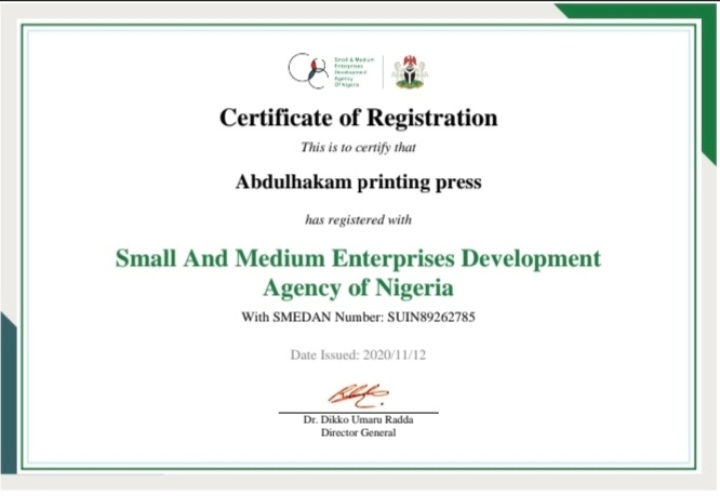 Small & Medium
Enterprises
Development
Agency
Of Nigeria
Certificate of Registration
This is to certify that
Abdulhakam printing press
has registered with
Small And Medium Enterprises Development
Agency of Nigeria
With SMEDAN Number: SUIN89262785
Date Issued: 2020/11/12
Dr. Dikko Umaru Radda
Director General